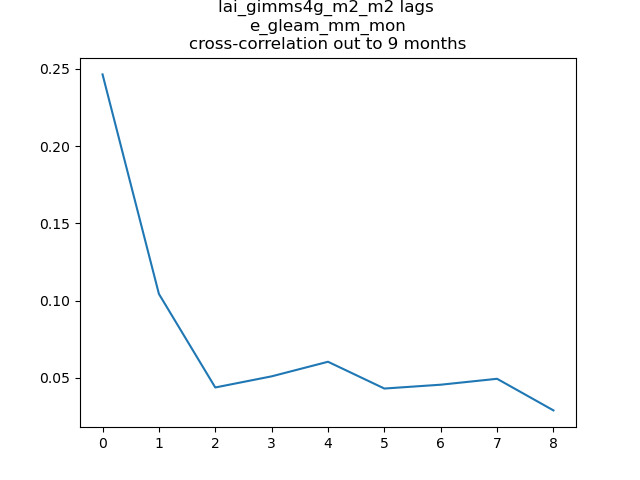 lai_gimms4g_m2_m2 lags
e_gleam_mm_mon
cross-correlation out to 9 months
0.25
0.20
0.15
0.10
0.05
0 1 2 3 4 5 6 7 8